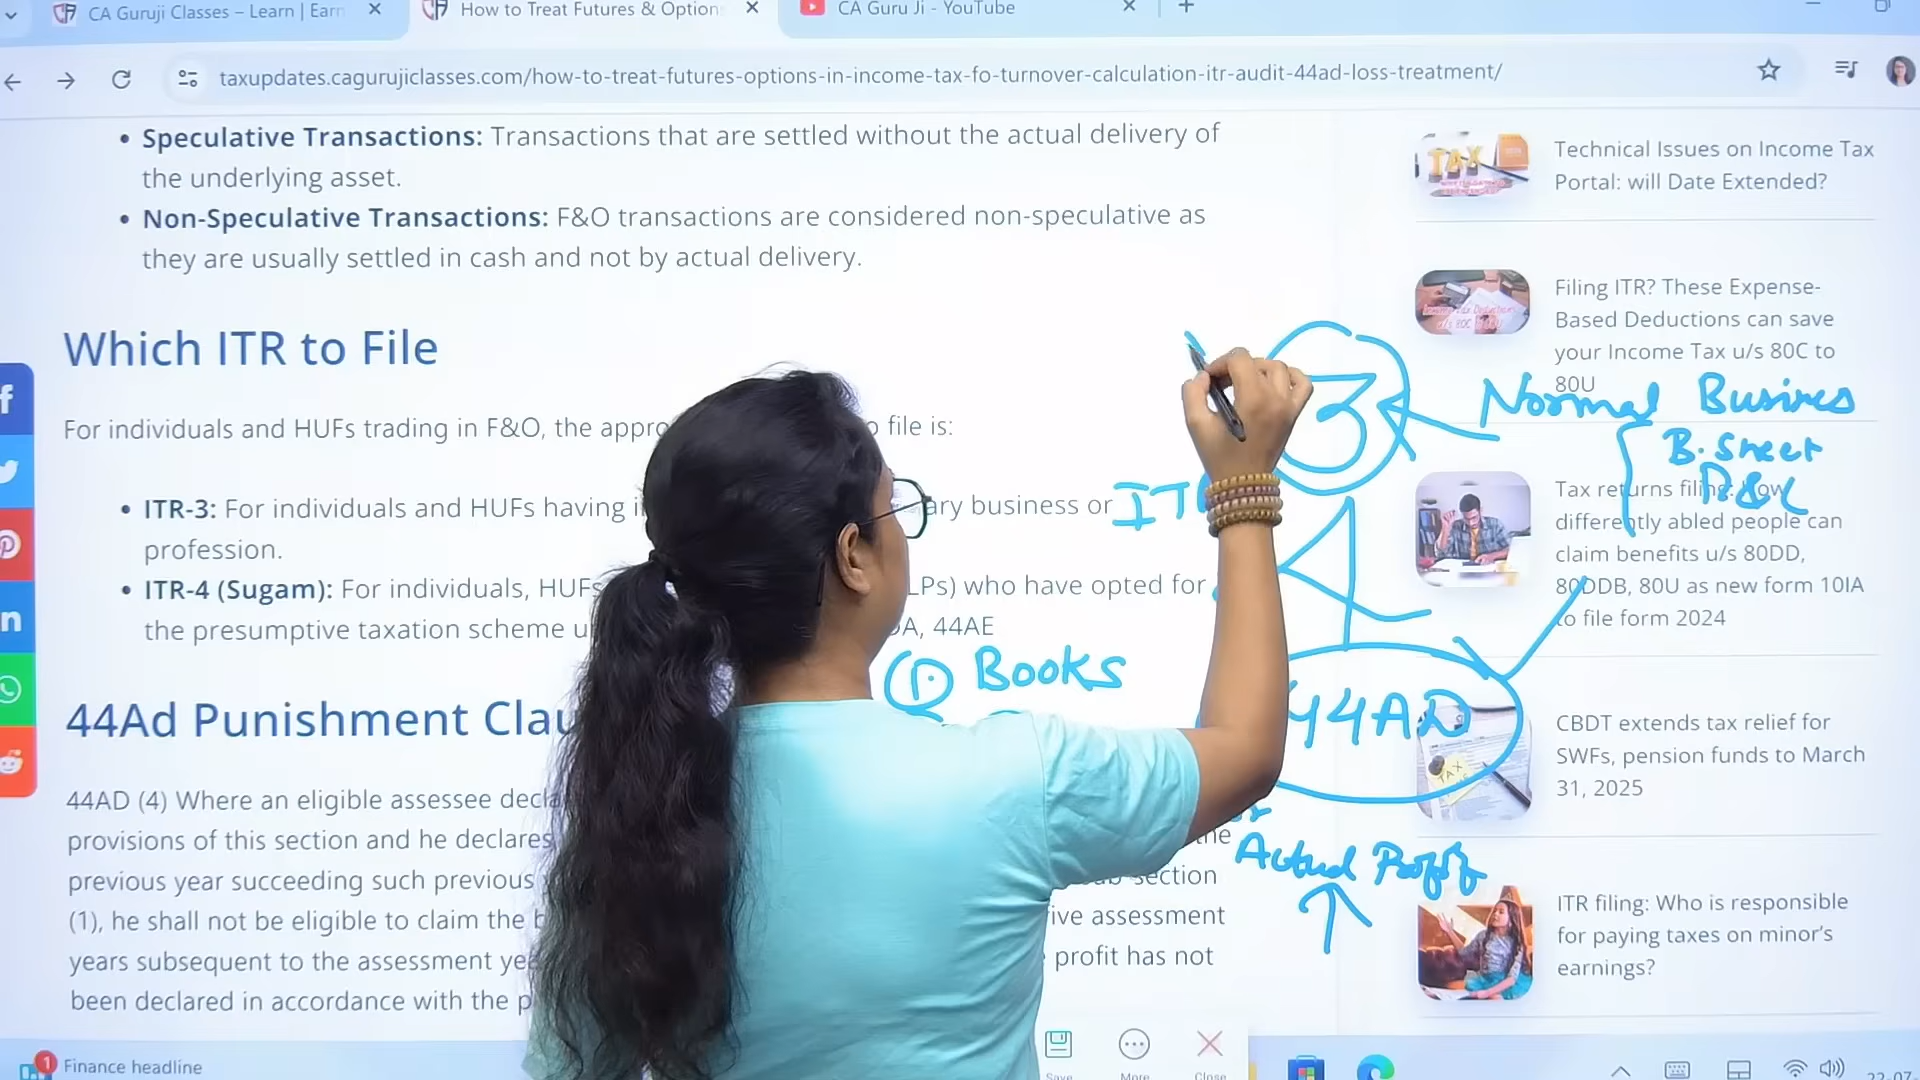 CA Guruji Classes – Learn | Earn
How to Treat Futures & Option
CA Guru Ji - YouTube
taxupdates.cagurujiclasses.com/how-to-treat-futures-options-in-income-tax-fo-turnover-calculation-itr-audit-44ad-loss-treatment/
• Speculative Transactions: Transactions that are settled without the actual delivery of
the underlying asset.
• Non-Speculative Transactions: F&O transactions are considered non-speculative as
they are usually settled in cash and not by actual delivery.
Which ITR to File
For individuals and HUFs trading in F&O, the appro file is:
• ITR-3: For individuals and HUFs having ary business or
profession.
• ITR-4 (Sugam): For individuals, HUFs LPs) who have opted for
the presumptive taxation scheme 44AE
44Ad Punishment
44AD (4) Where an eligible assessee
provisions of this section and he declares the
previous year succeeding such previous section
(1), he shall not be eligible to claim the assessment
years subsequent to the assessment profit has not
been declared in accordance with the
ITR
3
4
Normal Business
B. Sheet
P&L
① Books
44AD
or
Actual Profit
TAX
Technical Issues on Income Tax
Portal: will Date Extended?
Filing ITR? These Expense-
Based Deductions can save
your Income Tax u/s 80C to
80U
Tax returns filing: How
differently abled people can
claim benefits u/s 80DD,
80DDB, 80U as new form 10IA
to file form 2024
CBDT extends tax relief for
SWFs, pension funds to March
31, 2025
ITR filing: Who is responsible
for paying taxes on minor's
earnings?
Save
More
Close
1
Finance headline
22-07-